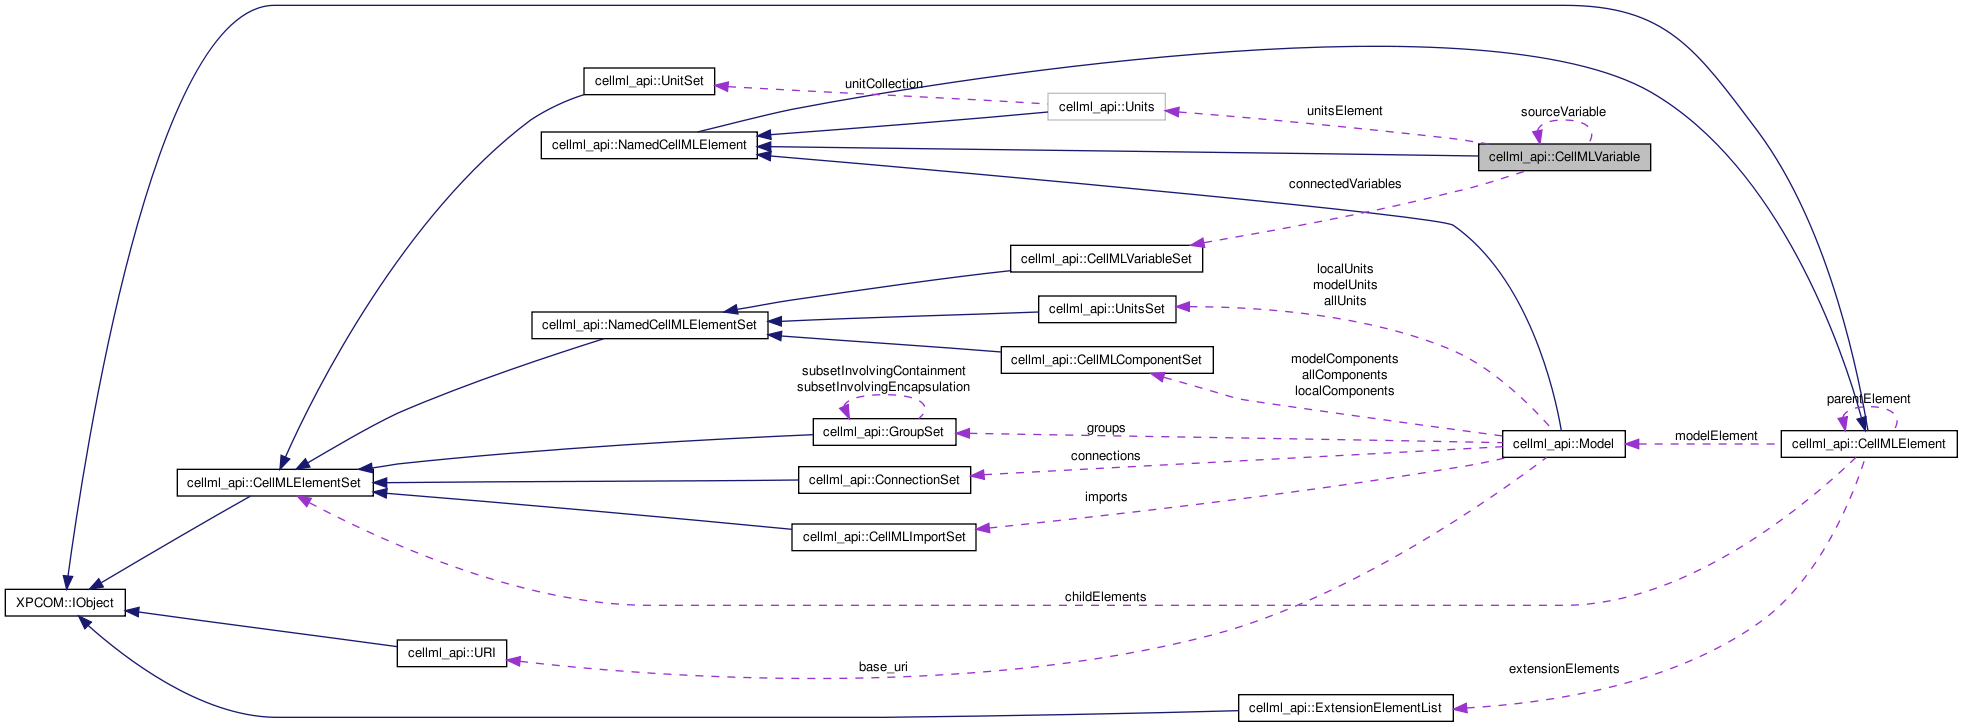 cellml_api::UnitSet
unitCollection
cellml_api::Units
unitsElement
sourceVariable
cellml_api::NamedCellMLElement
cellml_api::CellMLVariable
connectedVariables
cellml_api::CellMLVariableSet
localUnits
modelUnits
allUnits
cellml_api::UnitsSet
cellml_api::NamedCellMLElementSet
cellml_api::CellMLComponentSet
modelComponents
allComponents
localComponents
subsetInvolvingContainment
subsetInvolvingEncapsulation
parentElement
cellml_api::GroupSet
groups
cellml_api::Model
modelElement
cellml_api::CellMLElement
connections
cellml_api::CellMLElementSet
cellml_api::ConnectionSet
imports
cellml_api::CellMLImportSet
XPCOM::IObject
childElements
cellml_api::URI
base_uri
extensionElements
cellml_api::ExtensionElementList